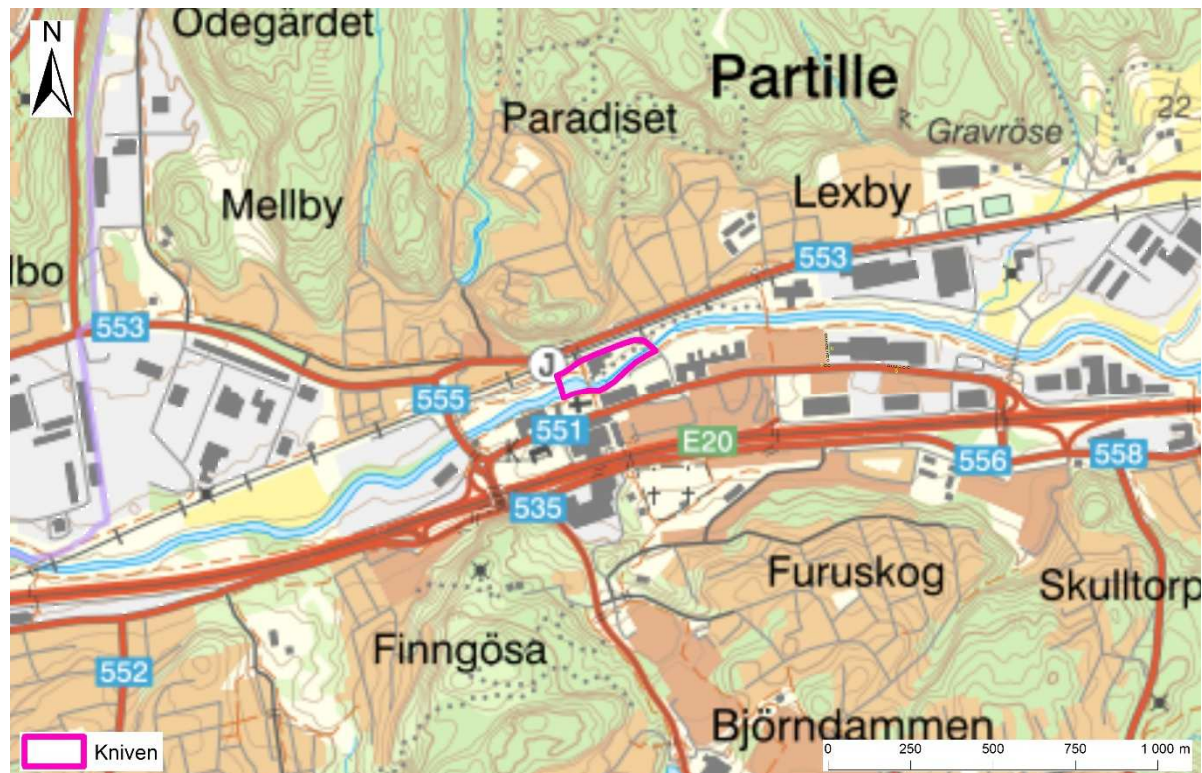 Ödegärdet
N
Partille
Paradiset
22
Gravröse
Mellby
Lexby
lbo
553
553
J
555
551
E20
556
558
535
K
Furuskog
Skulltorp
Finngösa
552
Björndammen
Kniven
0 250 500 750 1 000 m